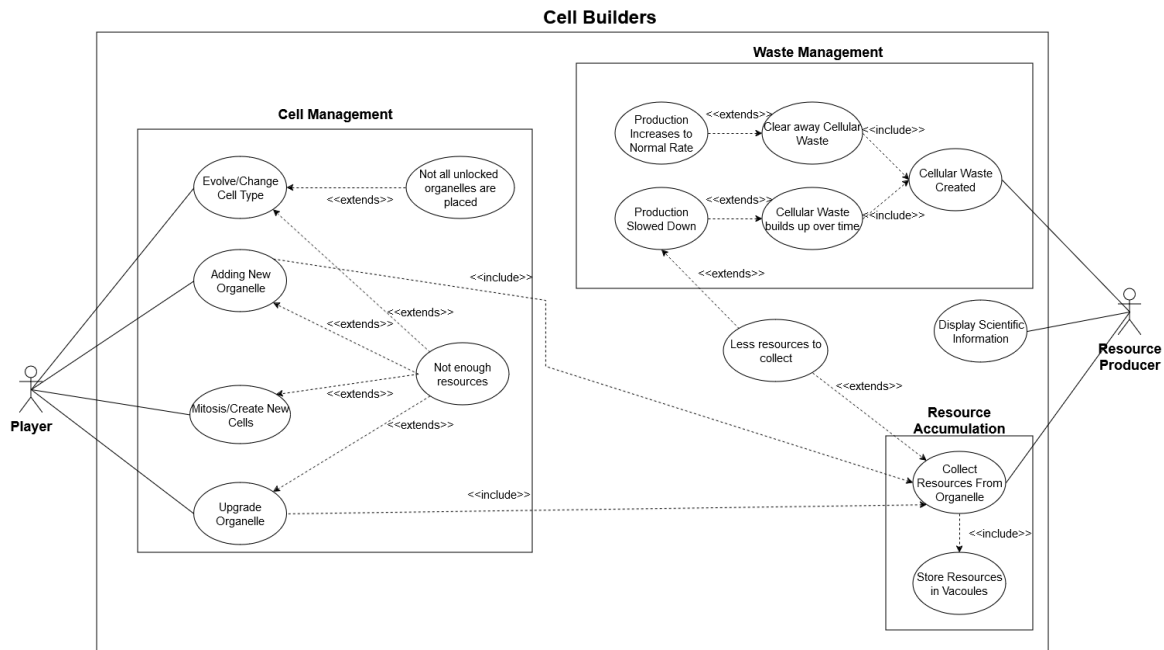 Cell Builders
Waste Management
Cell Management
Production
Increases to
Normal Rate
<<extends>>
Clear away Cellular
Waste
<<include>>
Cellular Waste
Created
Production
Slowed Down
<<extends>>
Cellular Waste
builds up over time
<<include>>
Evolve/Change
Cell Type
<<extends>>
Not all unlocked
organelles are
placed
Adding New
Organelle
<<include>>
<<extends>>
<<extends>>
<<extends>>
Not enough
resources
<<extends>>
<<extends>>
Less resources to
collect
<<extends>>
Display Scientific
Information
Resource
Producer
Mitosis/Create New
Cells
Player
Upgrade
Organelle
<<include>>
Resource
Accumulation
Collect
Resources From
Organelle
<<include>>
Store Resources
in Vacoules